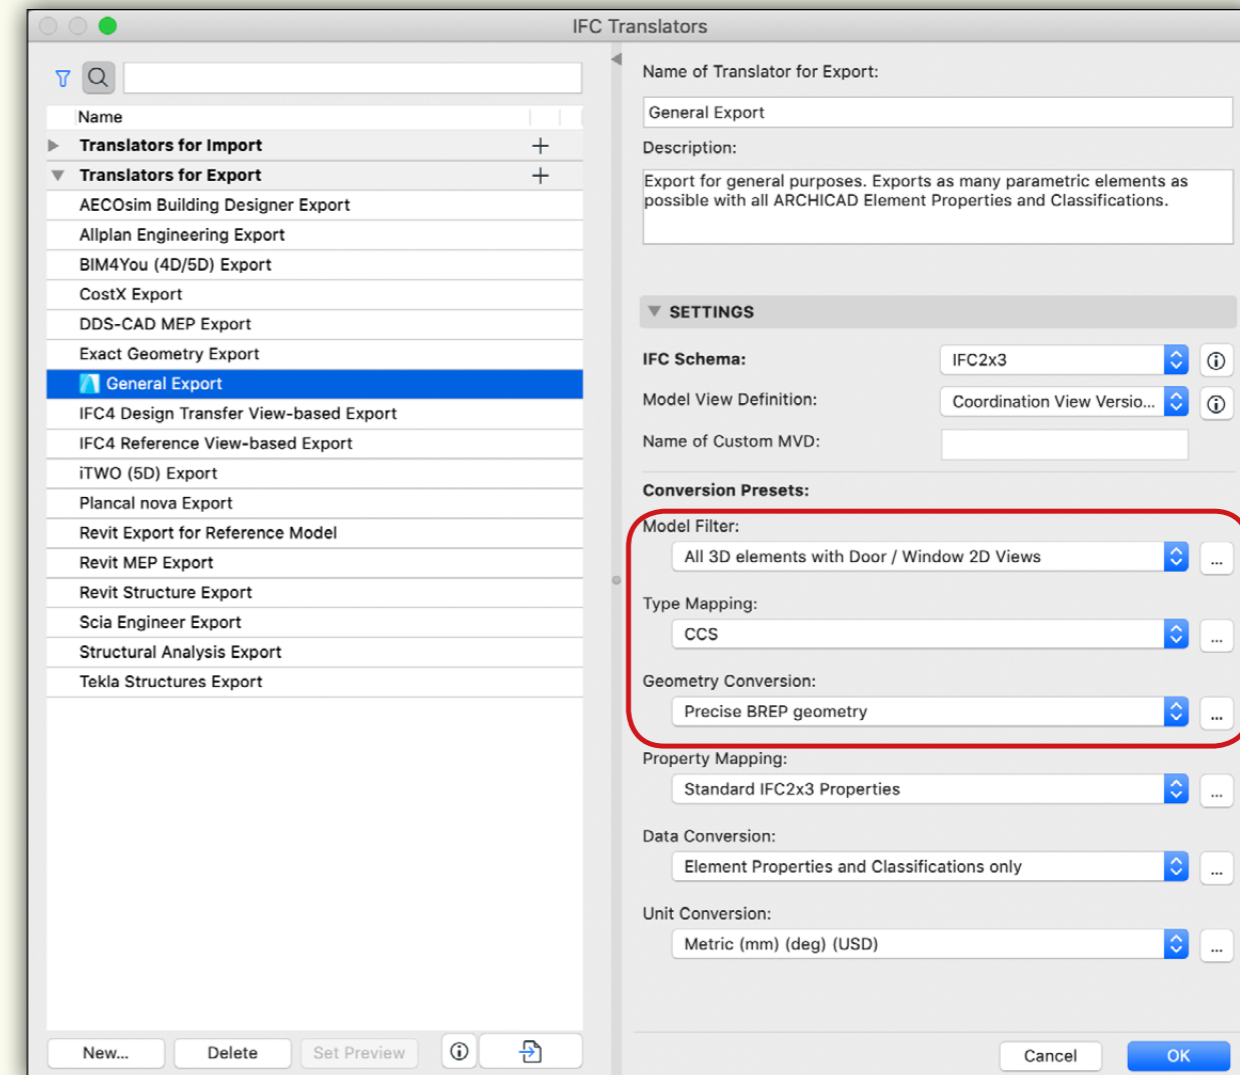 IFC Translators
Name
Translators for Import
Translators for Export
AECOsim Building Designer Export
Allplan Engineering Export
BIM4You (4D/5D) Export
CostX Export
DDS-CAD MEP Export
Exact Geometry Export
General Export
IFC4 Design Transfer View-based Export
IFC4 Reference View-based Export
iTWO (5D) Export
Plancal nova Export
Revit Export for Reference Model
Revit MEP Export
Revit Structure Export
Scia Engineer Export
Structural Analysis Export
Tekla Structures Export
New...
Delete
Set Preview
Name of Translator for Export:
General Export
Description:
Export for general purposes. Exports as many parametric elements as
possible with all ARCHICAD Element Properties and Classifications.
SETTINGS
IFC Schema:
IFC2x3
Model View Definition:
Coordination View Versio...
Name of Custom MVD:
Conversion Presets:
Model Filter:
All 3D elements with Door / Window 2D Views
...
Type Mapping:
CCS
...
Geometry Conversion:
Precise BREP geometry
...
Property Mapping:
Standard IFC2x3 Properties
...
Data Conversion:
Element Properties and Classifications only
...
Unit Conversion:
Metric (mm) (deg) (USD)
...
Cancel
OK